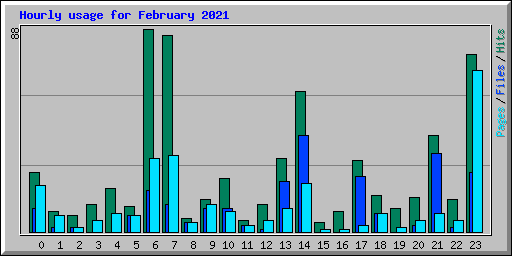 Hourly usage for February 2021
88
Pages / Files / Hits
0 1 2 3 4 5 6 7 8 9 10 11 12 13 14 15 16 17 18 19 20 21 22 23